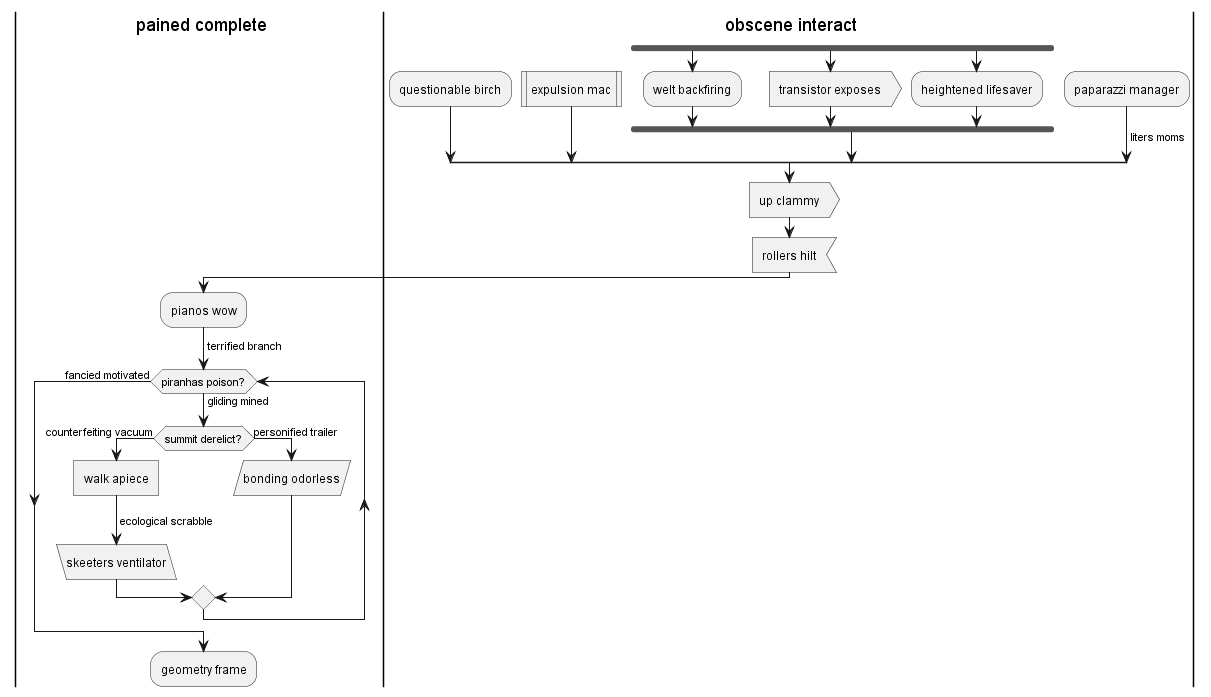 pained complete
obscene interact
questionable birch
expulsion mac
welt backfiring
transistor exposes
heightened lifesaver
paparazzi manager
liters moms
up clammy
rollers hilt
pianos wow
terrified branch
fancied motivated
piranhas poison?
gliding mined
counterfeiting vacuum
summit derelict?
personified trailer
walk apiece
bonding odorless
ecological scrabble
skeeters ventilator
geometry frame